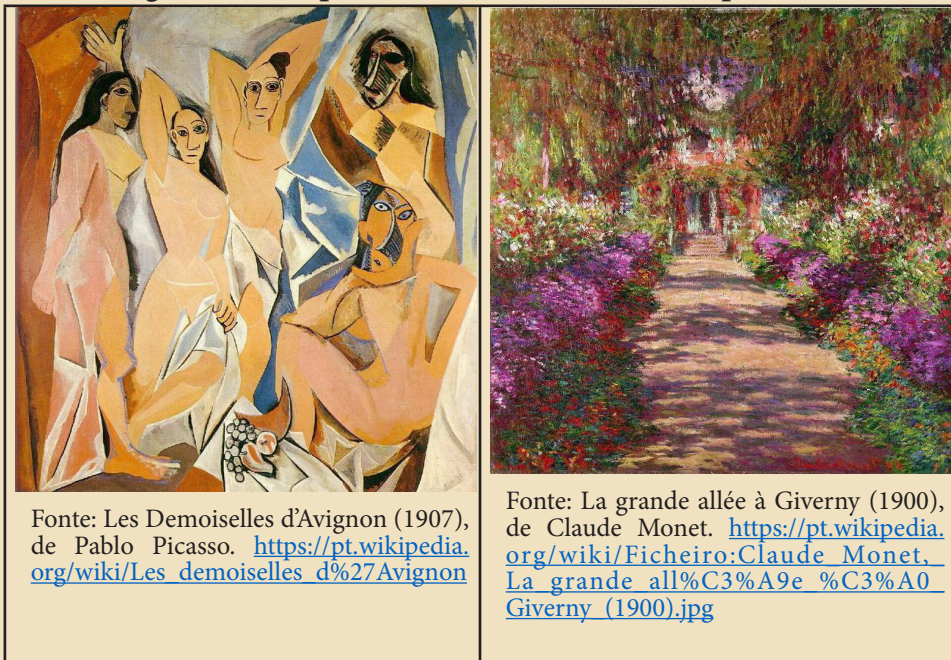 Fonte: Les Demoiselles d’Avignon (1907),
de Pablo Picasso. https://pt.wikipedia.
org/wiki/Les_demoiselles_d%27Avignon
Fonte: La grande allée à Giverny (1900),
de Claude Monet. https://pt.wikipedia.
org/wiki/Ficheiro:Claude_Monet,_
La_grande_all%C3%A9e_%C3%A0_
Giverny_(1900).jpg